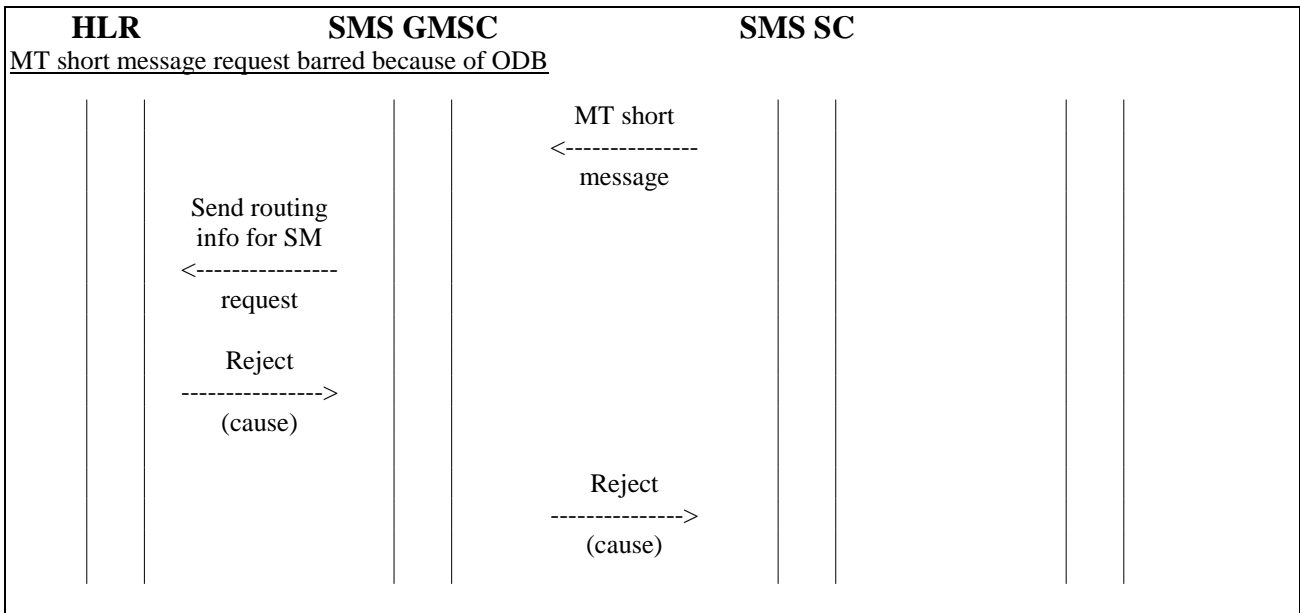 HLR SMS GMSC SMS SC
MT short message request barred because of ODB
MT short
<---------------
message
Send routing
info for SM
<----------------
request
Reject
---------------->
(cause)
Reject
--------------->
(cause)